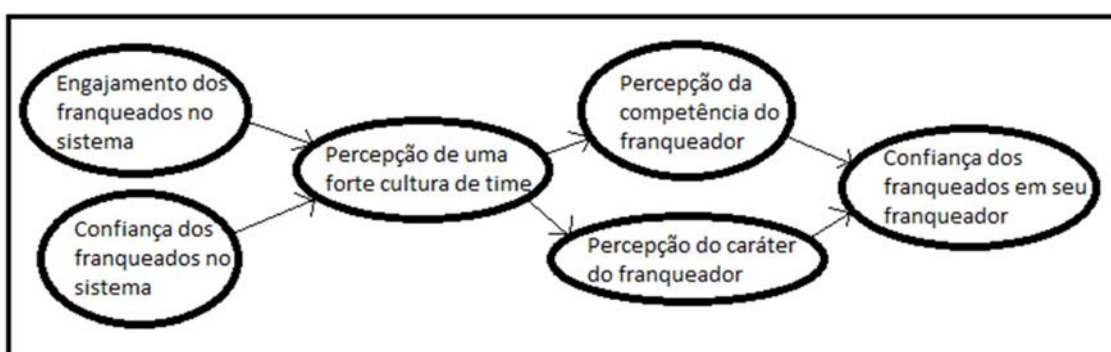 Engajamento dos
franqueados no
sistema
Confiança dos
franqueados no
sistema
Percepção de uma
forte cultura de time
Percepção da
competência do
franqueador
Percepção do caráter
do franqueador
Confiança dos
franqueados em seu
franqueador